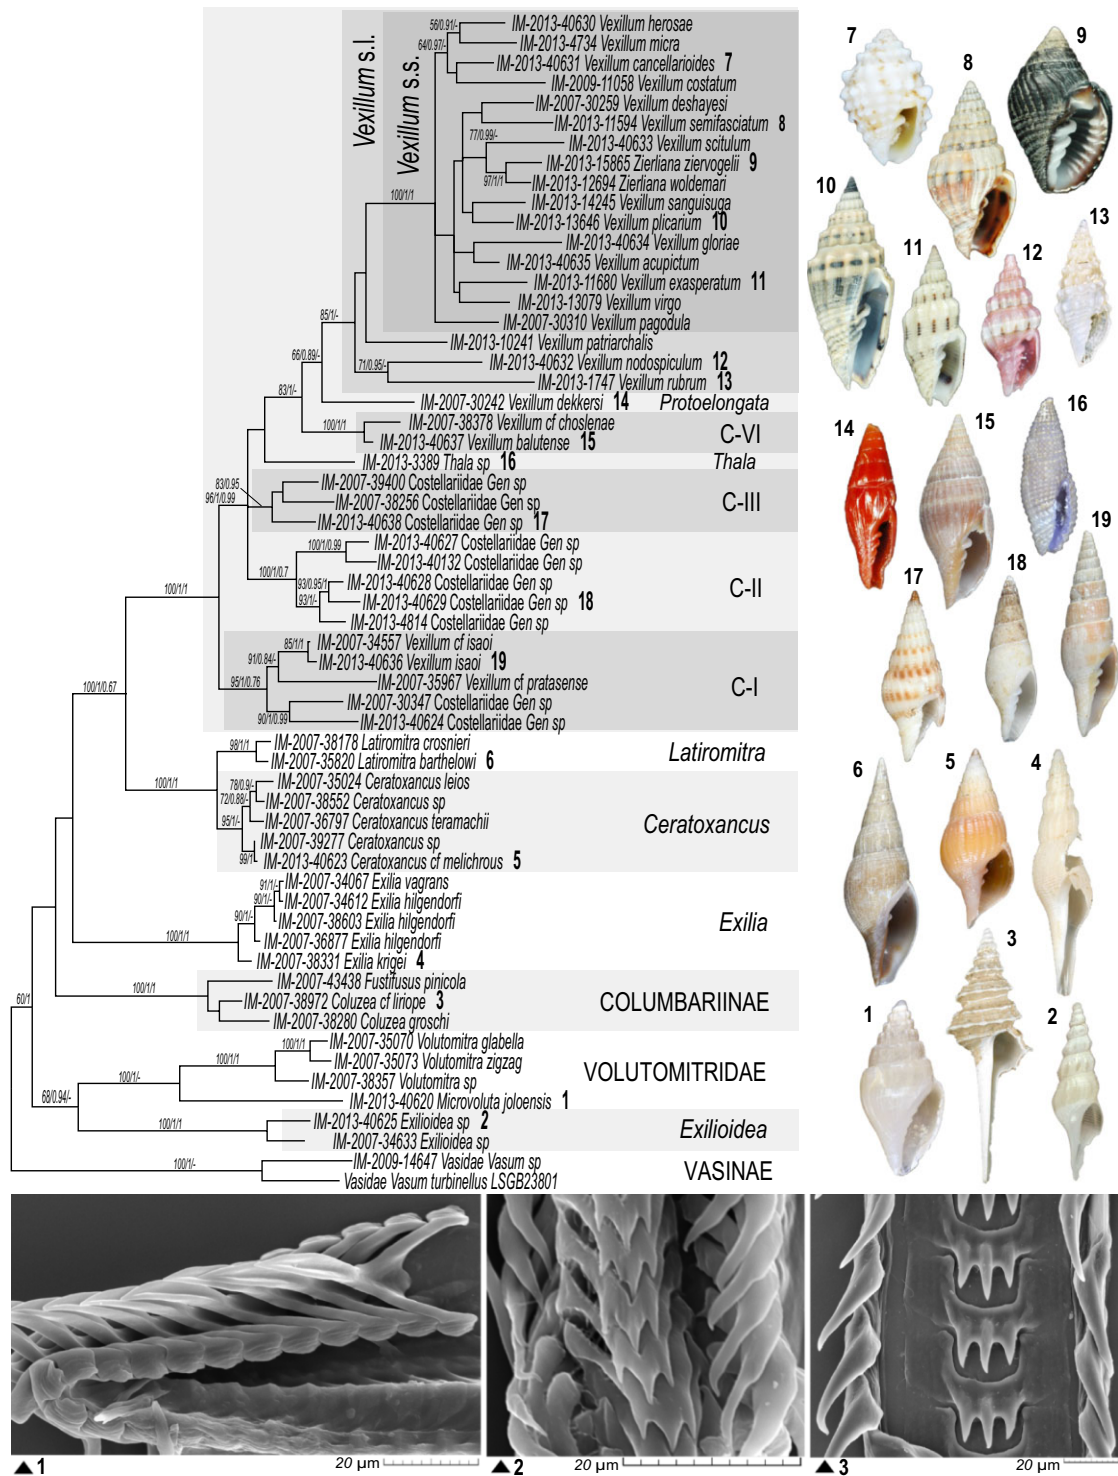 Vexillum s.l.
Vexillum s.s.
56/0.91/-
IM-2013-40630 Vexillum herosae
64/0.97/-
IM-2013-4734 Vexillum micra
IM-2013-40631 Vexillum cancellarioides 7
IM-2009-11058 Vexillum costatum
IM-2007-30259 Vexillum deshayesi
IM-2013-11594 Vexillum semifasciatum 8
77/0.99/-
IM-2013-40633 Vexillum scitulum
IM-2013-15865 Zierliana ziervogelii 9
97/1/1
IM-2013-12694 Zierliana woldemari
100/1/1
IM-2013-14245 Vexillum sanguisuga
IM-2013-13646 Vexillum plicarium 10
IM-2013-40634 Vexillum gloriae
IM-2013-40635 Vexillum acupictum
IM-2013-11680 Vexillum exasperatum 11
IM-2013-13079 Vexillum virgo
85/1/-
IM-2007-30310 Vexillum pagodula
IM-2013-10241 Vexillum patriarchalis
66/0.89/-
71/0.95/-
IM-2013-40632 Vexillum nodospiculum 12
IM-2013-1747 Vexillum rubrum 13
83/1/-
IM-2007-30242 Vexillum dekkersi 14
Protoelongata
100/1/1
IM-2007-38378 Vexillum cf choslenae
IM-2013-40637 Vexillum balutense 15
C-VI
IM-2013-3389 Thala sp 16
Thala
83/0.95
96/1/0.99
IM-2007-39400 Costellariidae Gen sp
IM-2007-38256 Costellariidae Gen sp
IM-2013-40638 Costellariidae Gen sp 17
C-III
100/1/0.99
IM-2013-40627 Costellariidae Gen sp
IM-2013-40132 Costellariidae Gen sp
100/1/0.7
93/0.95/1
IM-2013-40628 Costellariidae Gen sp
93/1/-
IM-2013-40629 Costellariidae Gen sp 18
IM-2013-4814 Costellariidae Gen sp
C-II
100/1/1
85/1/1
IM-2007-34557 Vexillum cf isaoi
91/0.84/-
IM-2013-40636 Vexillum isaoi 19
95/1/0.76
IM-2007-35967 Vexillum cf pratasense
IM-2007-30347 Costellariidae Gen sp
90/1/0.99
IM-2013-40624 Costellariidae Gen sp
C-I
100/1/0.67
98/1/1
IM-2007-38178 Latiromitra crosnieri
IM-2007-35820 Latiromitra barthelowi 6
Latiromitra
100/1/1
78/0.9/-
IM-2007-35024 Ceratoxancus leios
72/0.88/-
IM-2007-38552 Ceratoxancus sp
95/1/-
IM-2007-36797 Ceratoxancus teramachii
IM-2007-39277 Ceratoxancus sp
99/1
IM-2013-40623 Ceratoxancus cf melichrous 5
Ceratoxancus
91/1/-
IM-2007-34067 Exilia vagrans
90/1/-
IM-2007-34612 Exilia hilgendorfi
90/1/-
IM-2007-38603 Exilia hilgendorfi
100/1/1
IM-2007-36877 Exilia hilgendorfi
IM-2007-38331 Exilia krigei 4
Exilia
100/1/1
IM-2007-43438 Fustifusus pinicola
60/1
IM-2007-38972 Coluzea cf liriope 3
IM-2007-38280 Coluzea groschi
COLUMBARIINAE
100/1/1
IM-2007-35070 Volutomitra glabella
100/1/1
IM-2007-35073 Volutomitra zigzag
100/1/-
IM-2007-38357 Volutomitra sp
68/0.94/-
IM-2013-40620 Microvoluta joloensis 1
VOLUTOMITRIDAE
100/1/1
IM-2013-40625 Exilioidea sp 2
IM-2007-34633 Exilioidea sp
Exilioidea
100/1/-
IM-2009-14647 Vasidae Vasum sp
Vasidae Vasum turbinellus LSGB23801
VASINAE
7
8
9
10
11
12
13
14
15
16
17
18
19
6
5
4
3
1
2
▲1
20 µm
▲2
20 µm
▲3
20 µm